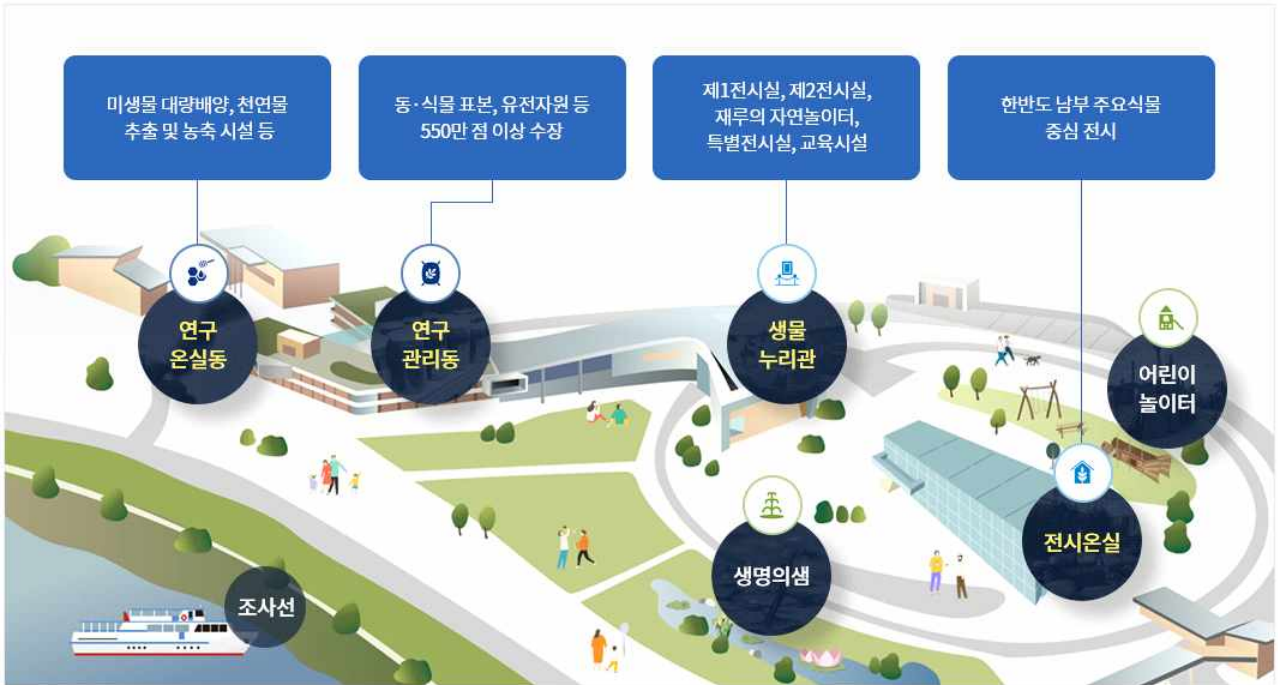 미생물 대량배양, 천연물
추출 및 농축 시설 등
동·식물 표본, 유전자원 등
550만 점 이상 수장
제1전시실, 제2전시실,
재루의 자연놀이터,
특별전시실, 교육시설
한반도 남부 주요식물
중심 전시
연구
온실동
연구
관리동
생물
누리관
어린이
놀이터
전시온실
생명의샘
조사선